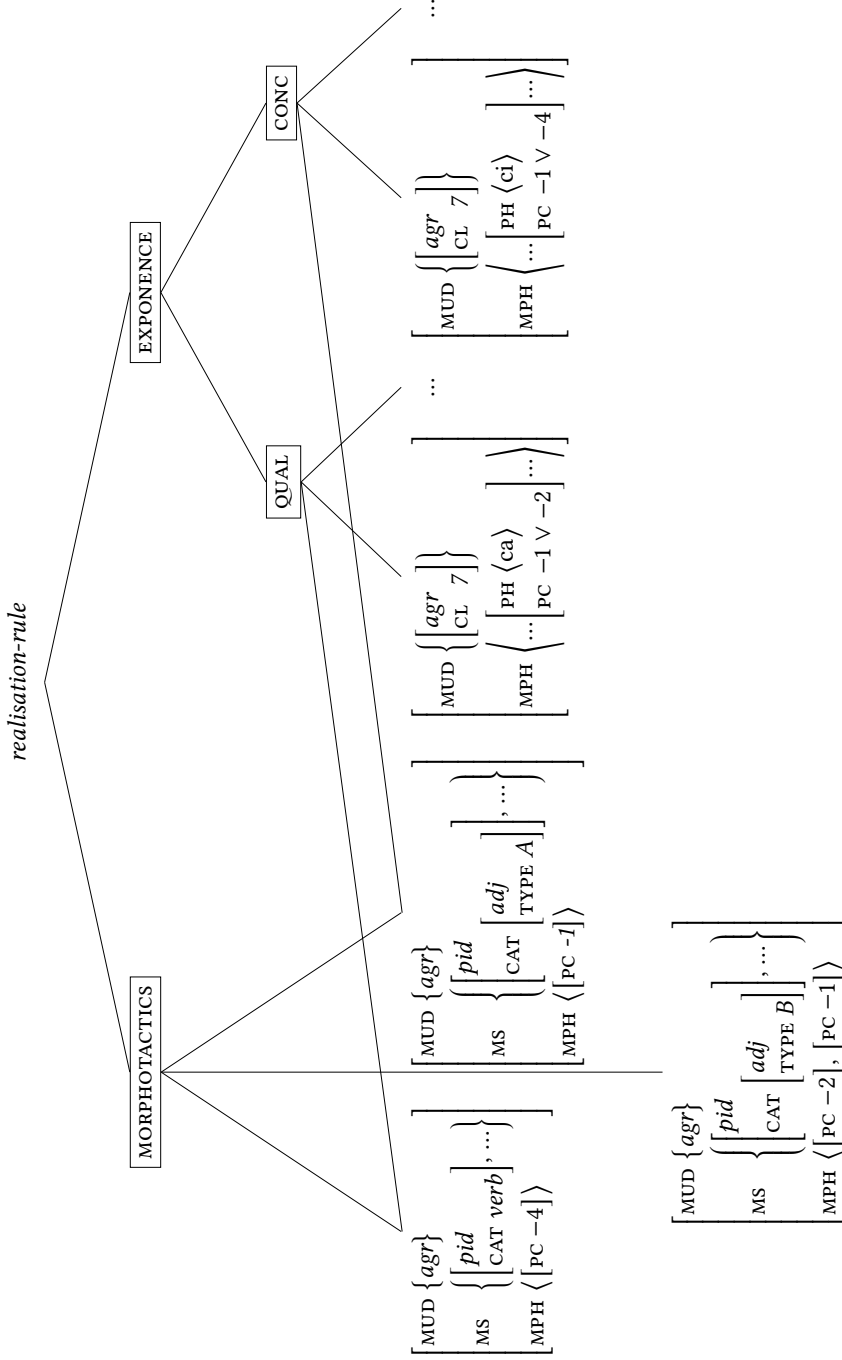 realisation-rule
MORPHOTACTICS EXPONENCE
QUAL CONC
[MUD {agr}
MS {[pid
CAT verb], …}
MPH ⟨[PC −4]⟩]
[MUD {agr}
MS {[pid
CAT [adj
TYPE A]], …}
MPH ⟨[PC -1]⟩]
[MUD {[agr
CL 7]}
MPH ⟨… [PH ⟨ca⟩
PC −1 ∨ −2] …⟩]
…
[MUD {[agr
CL 7]}
MPH ⟨… [PH ⟨ci⟩
PC −1 ∨ −4] …⟩]
…
[MUD {agr}
MS {[pid
CAT [adj
TYPE B]], …}
MPH ⟨[PC −2], [PC −1]⟩]